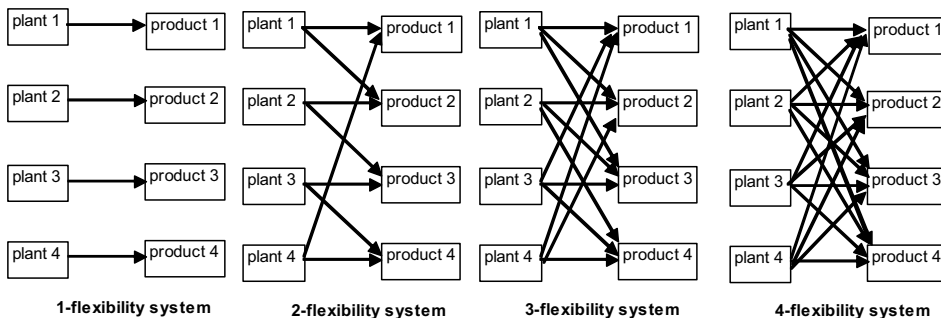 plant 1 product 1 plant 1 product 1 plant 1 product 1 plant 1 product 1
plant 2 product 2 plant 2 product 2 plant 2 product 2 plant 2 product 2
plant 3 product 3 plant 3 product 3 plant 3 product 3 plant 3 product 3
plant 4 product 4 plant 4 product 4 plant 4 product 4 plant 4 product 4
1-flexibility system 2-flexibility system 3-flexibility system 4-flexibility system